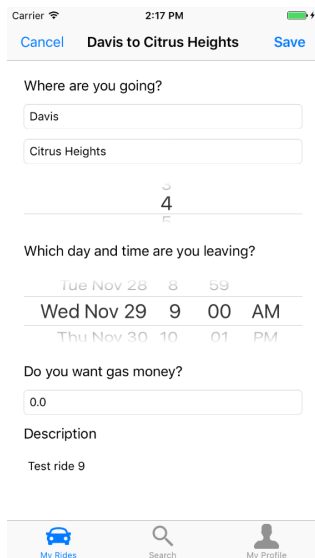 Carrier 2:17 PM
Cancel Davis to Citrus Heights Save
Where are you going?
Davis
Citrus Heights
3
4
5
Which day and time are you leaving?
Tue Nov 28 8 59
Wed Nov 29 9 00 AM
Thu Nov 30 10 01 PM
Do you want gas money?
0.0
Description
Test ride 9
My Rides Search My Profile